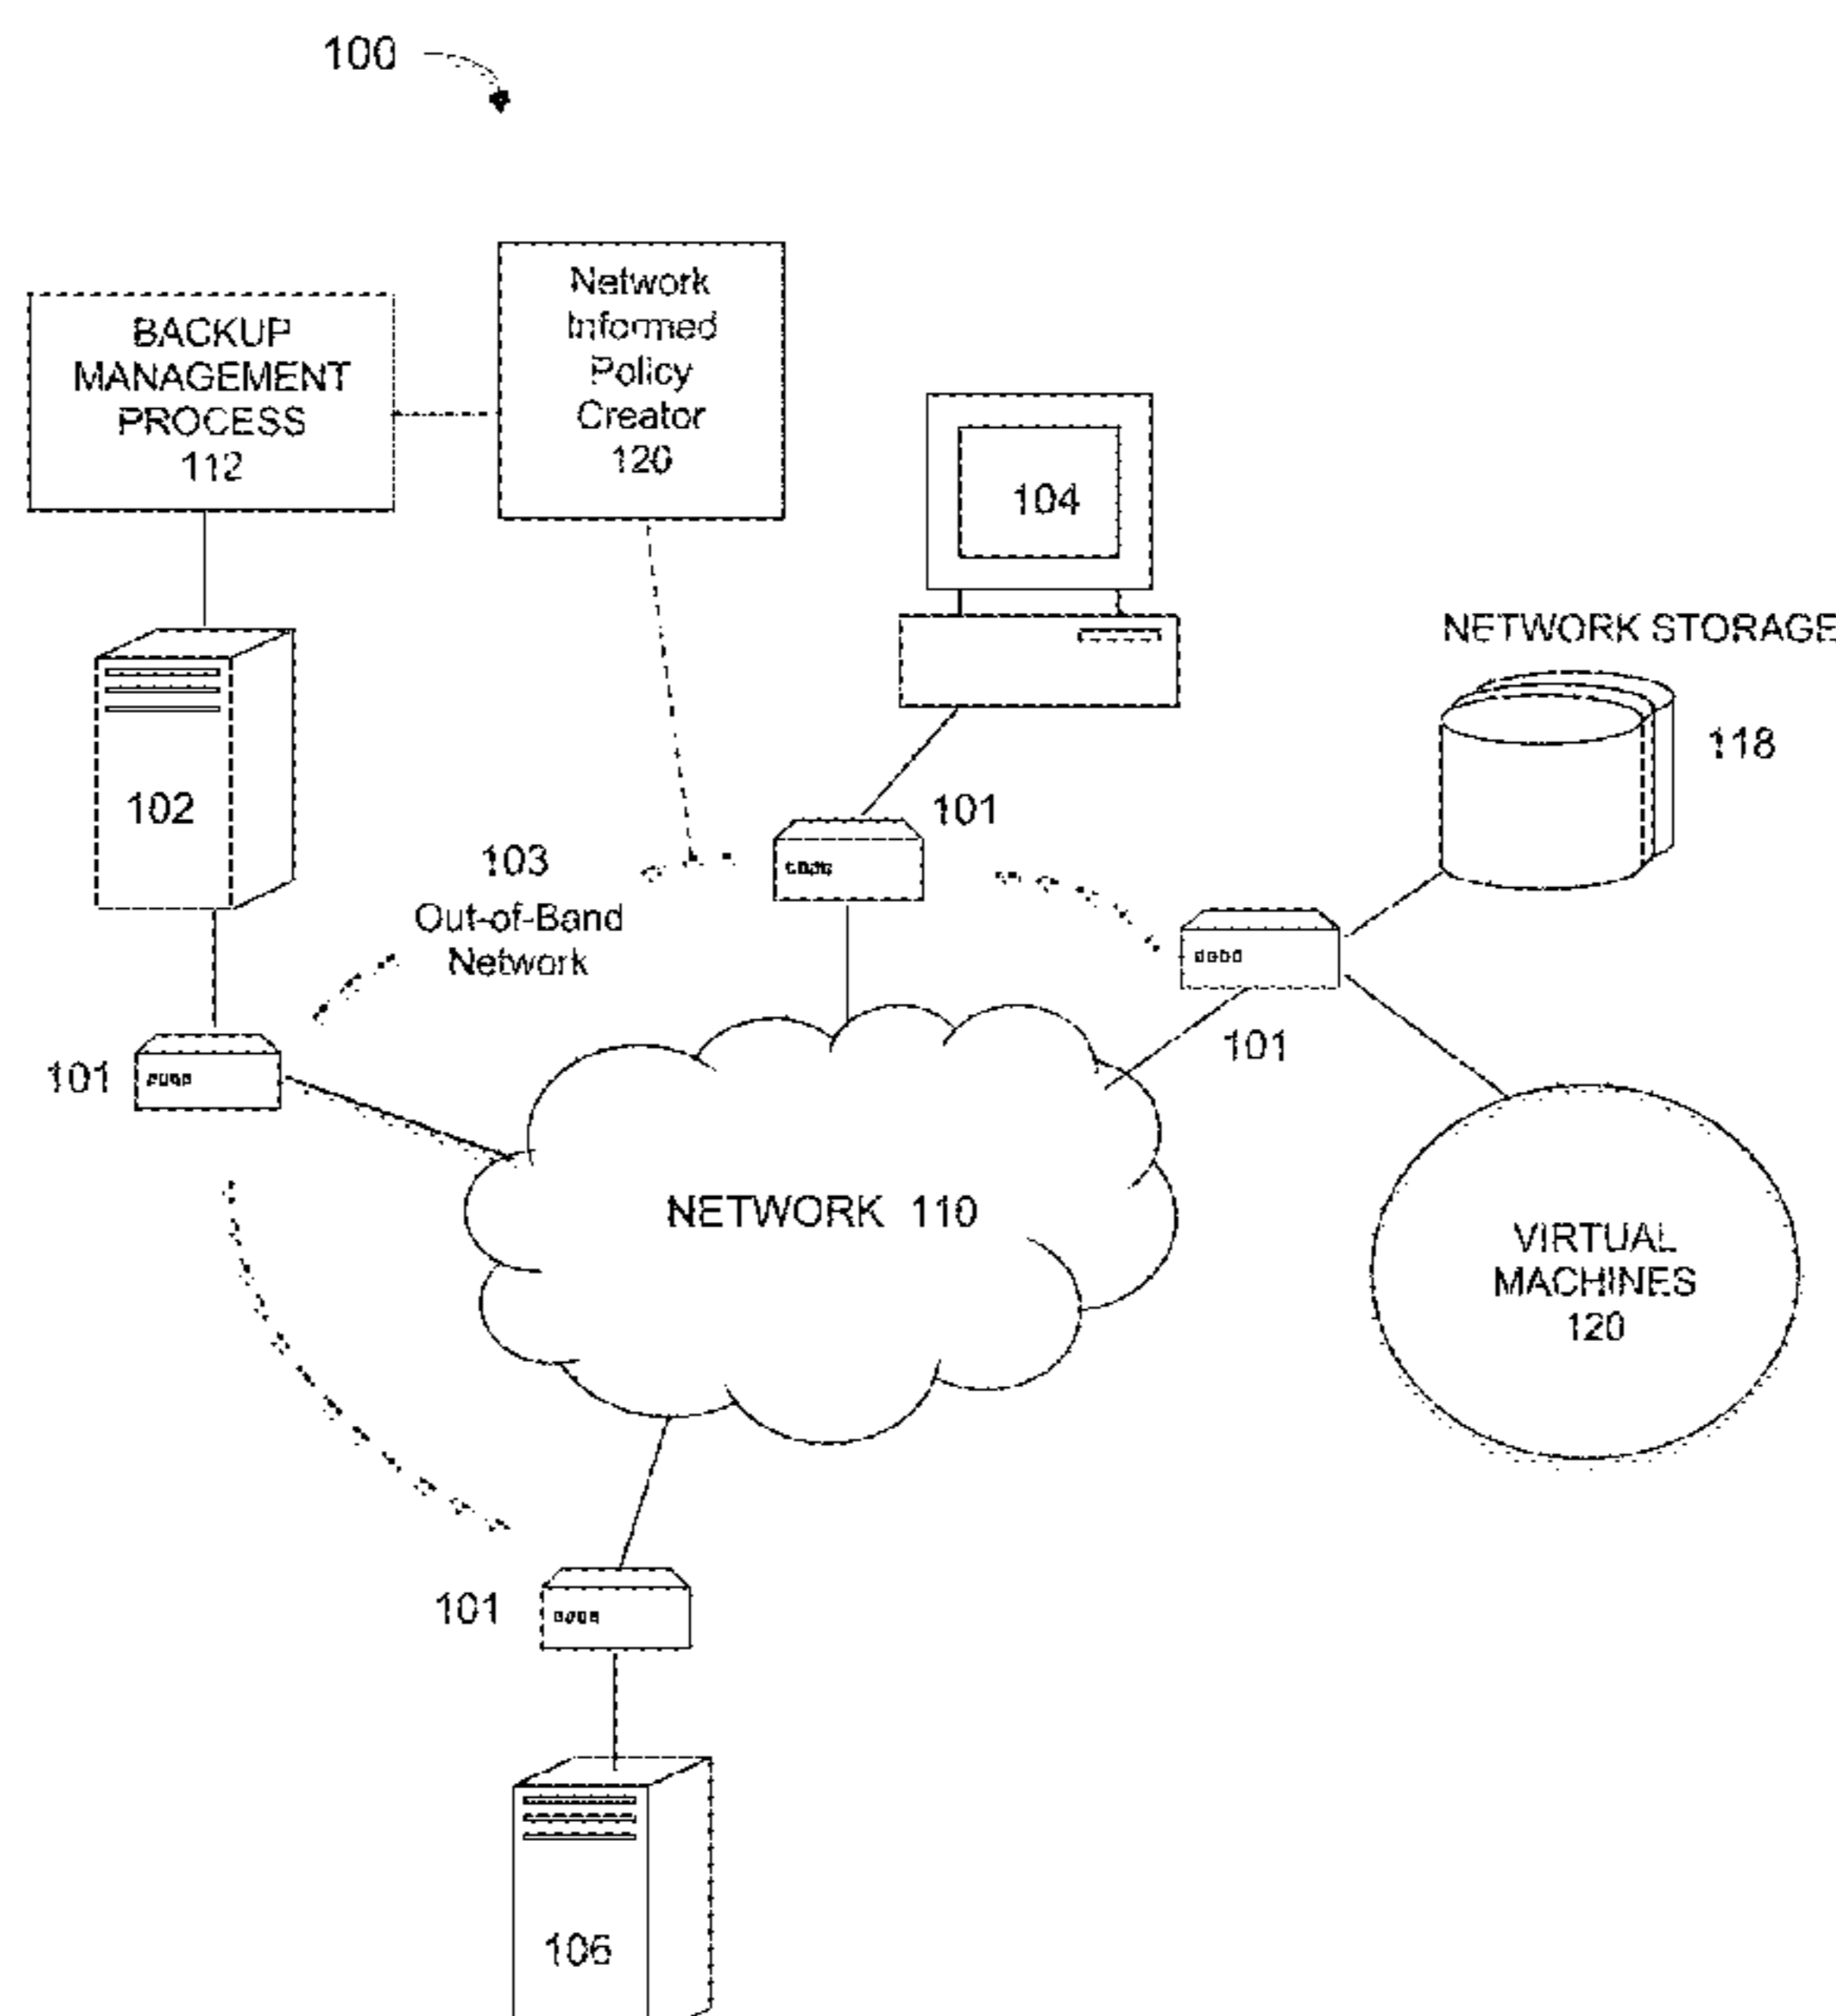 100
BACKUP
MANAGEMENT
PROCESS
112
Network
Informed
Policy
Creator
120
104
NETWORK STORAGE
118
102
101
103
Out-of-Band
Network
101
101
NETWORK 110
VIRTUAL
MACHINES
120
101
106